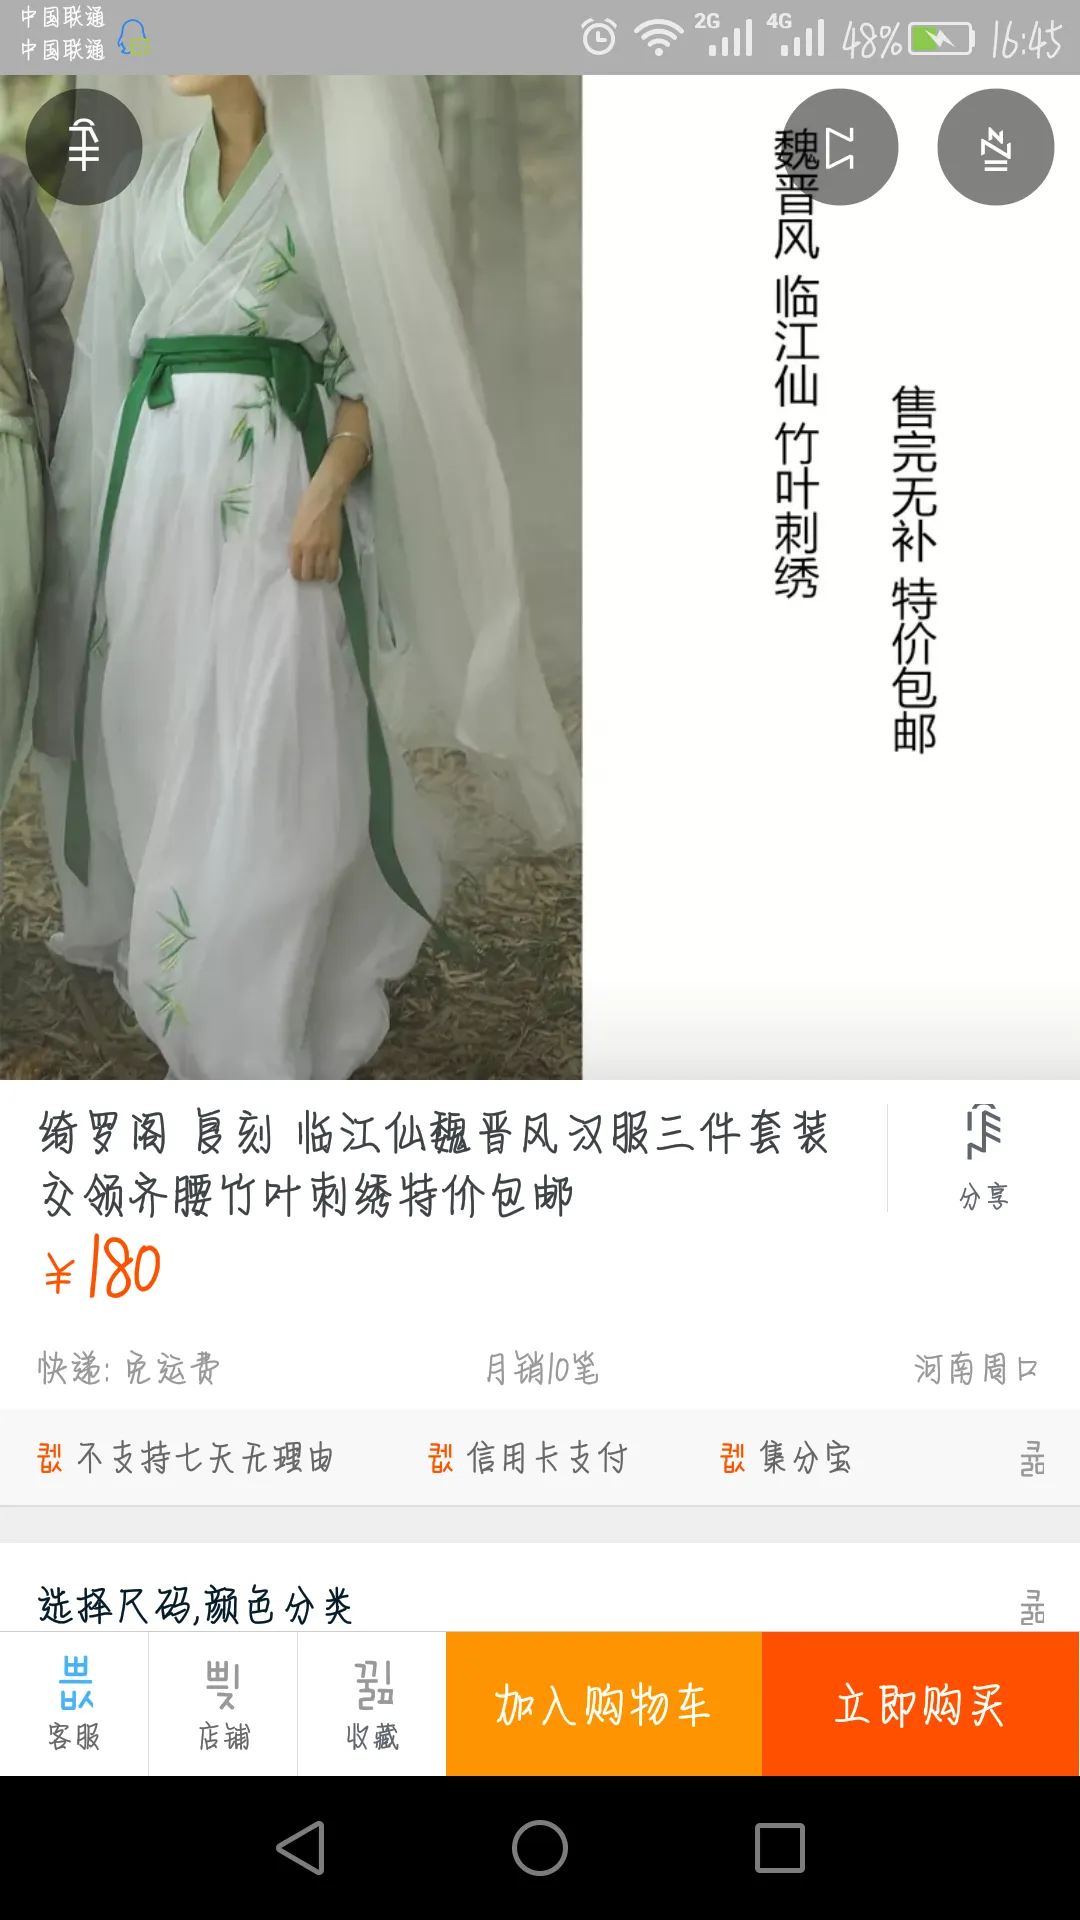 中国联通
中国联通
2G
4G
48%
16:45
魏晋风 临江仙 竹叶刺绣
售完无补 特价包邮
绮罗阁 复刻 临江仙魏晋风汉服三件套装
交领齐腰竹叶刺绣特价包邮
分享
¥180
快递: 免运费
月销10笔
河南周口
不支持七天无理由
信用卡支付
集分宝
选择尺码,颜色分类
客服
店铺
收藏
加入购物车
立即购买